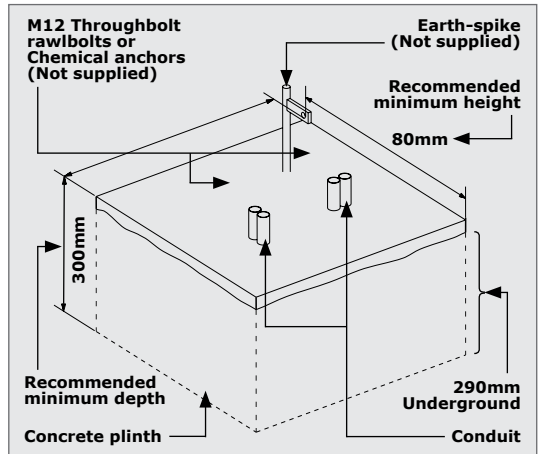 M12 Throughbolt
rawlbolts or
Chemical anchors
(Not supplied)
Earth-spike
(Not supplied)
Recommended
minimum height
80mm
300mm
Recommended
minimum depth
Concrete plinth
290mm
Underground
Conduit